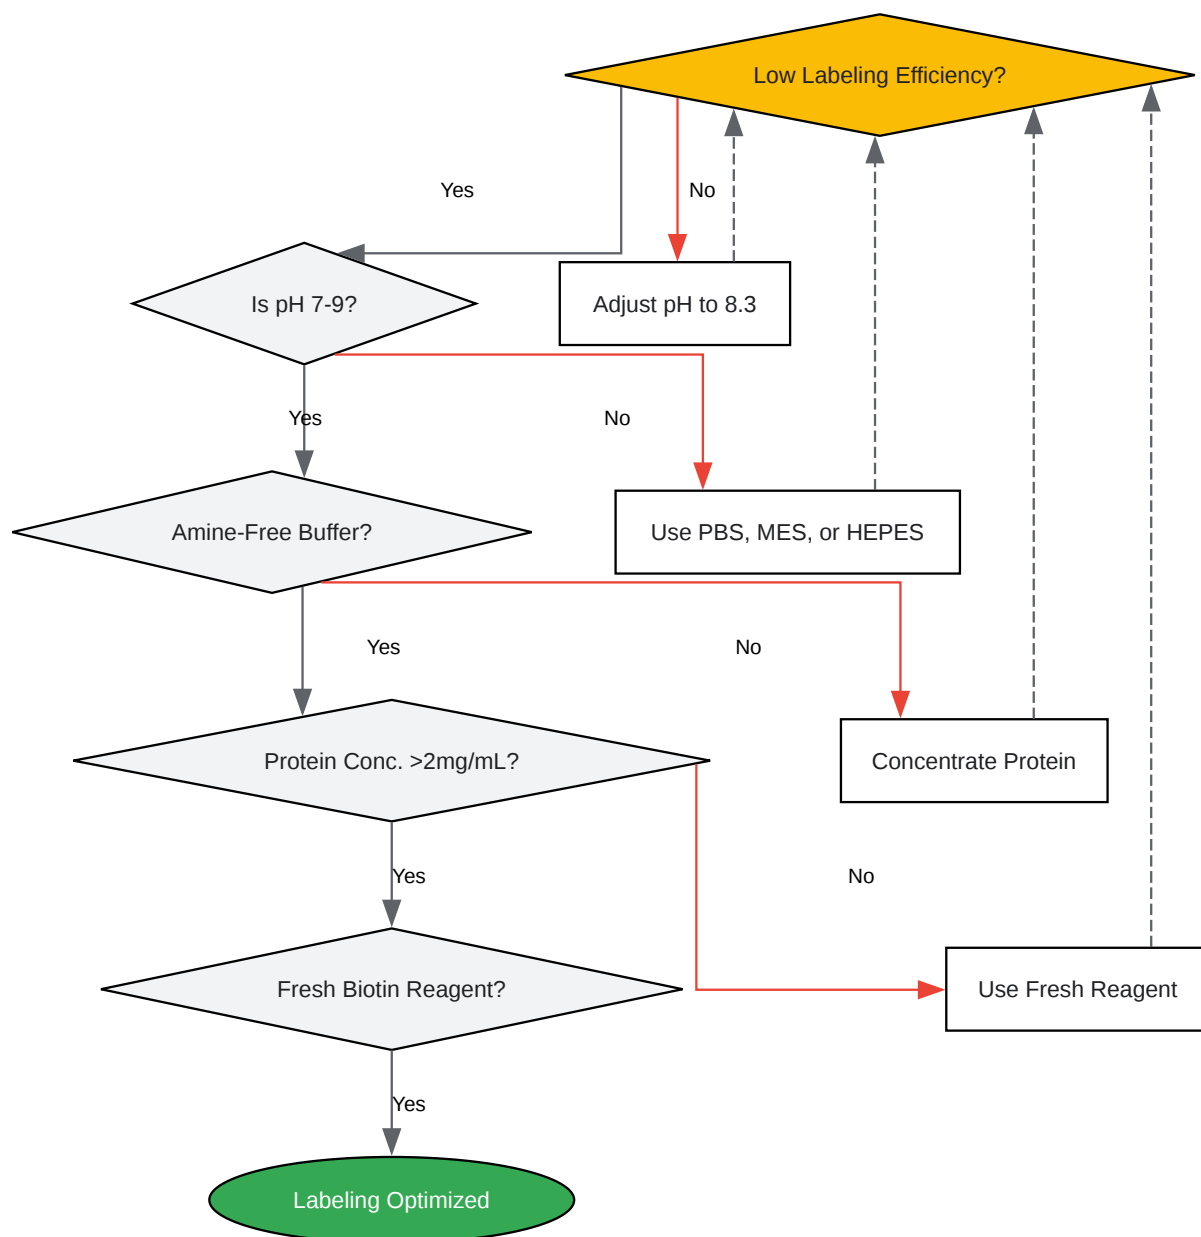 Low Labeling Efficiency?
Yes
No
Is pH 7-9?
Adjust pH to 8.3
Yes
No
Amine-Free Buffer?
Use PBS, MES, or HEPES
Yes
No
Protein Conc. >2mg/mL?
Concentrate Protein
Yes
No
Fresh Biotin Reagent?
Use Fresh Reagent
Yes
Labeling Optimized